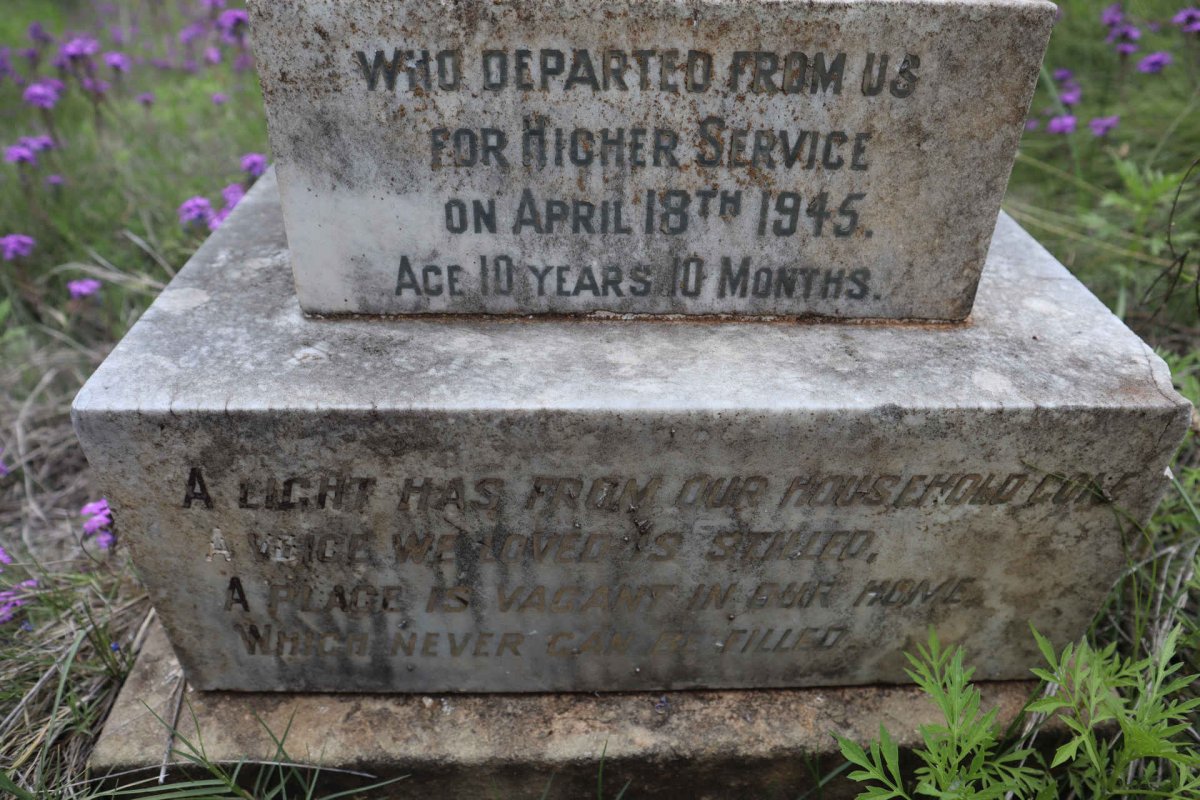 WHO DEPARTED FROM US
FOR HIGHER SERVICE
ON APRIL 18TH 1945.
AGE 10 YEARS 10 MONTHS.
A LIGHT HAS FROM OUR HOUSEHOLD GONE
A VOICE WE LOVED IS STILLED,
A PLACE IS VACANT IN OUR HOME
WHICH NEVER CAN BE FILLED.